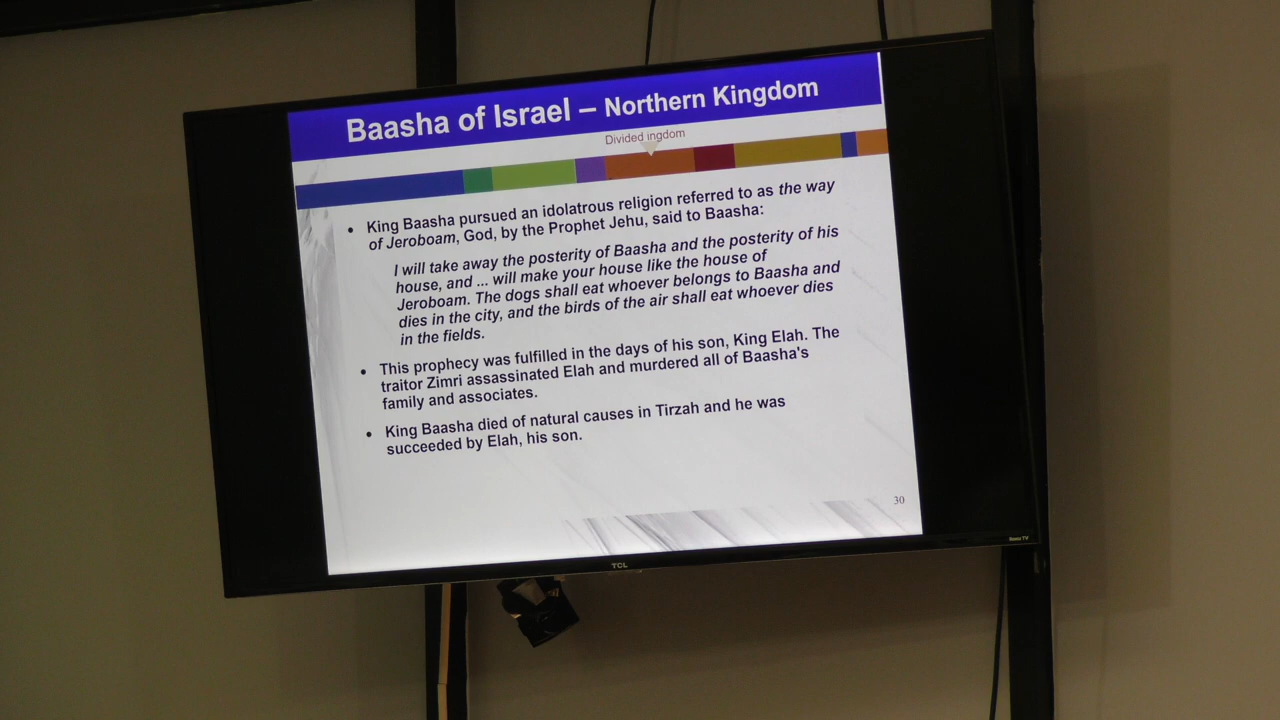 Baasha of Israel – Northern Kingdom
Divided ingdom
• King Baasha pursued an idolatrous religion referred to as the way
of Jeroboam, God, by the Prophet Jehu, said to Baasha:
I will take away the posterity of Baasha and the posterity of his
house, and ... will make your house like the house of
Jeroboam. The dogs shall eat whoever belongs to Baasha and
dies in the city, and the birds of the air shall eat whoever dies
in the fields.
• This prophecy was fulfilled in the days of his son, King Elah. The
traitor Zimri assassinated Elah and murdered all of Baasha's
family and associates.
• King Baasha died of natural causes in Tirzah and he was
succeeded by Elah, his son.
30
Roku TV
TCL